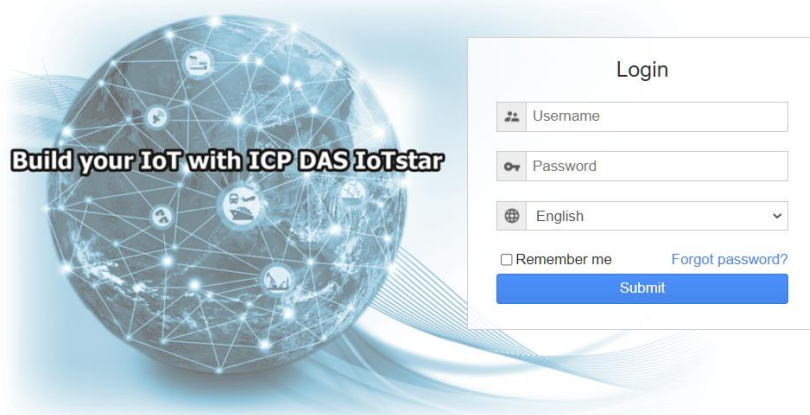 Build your IoT with ICP DAS IoTstar
Login
Username
Password
English
Remember me
Forgot password?
Submit